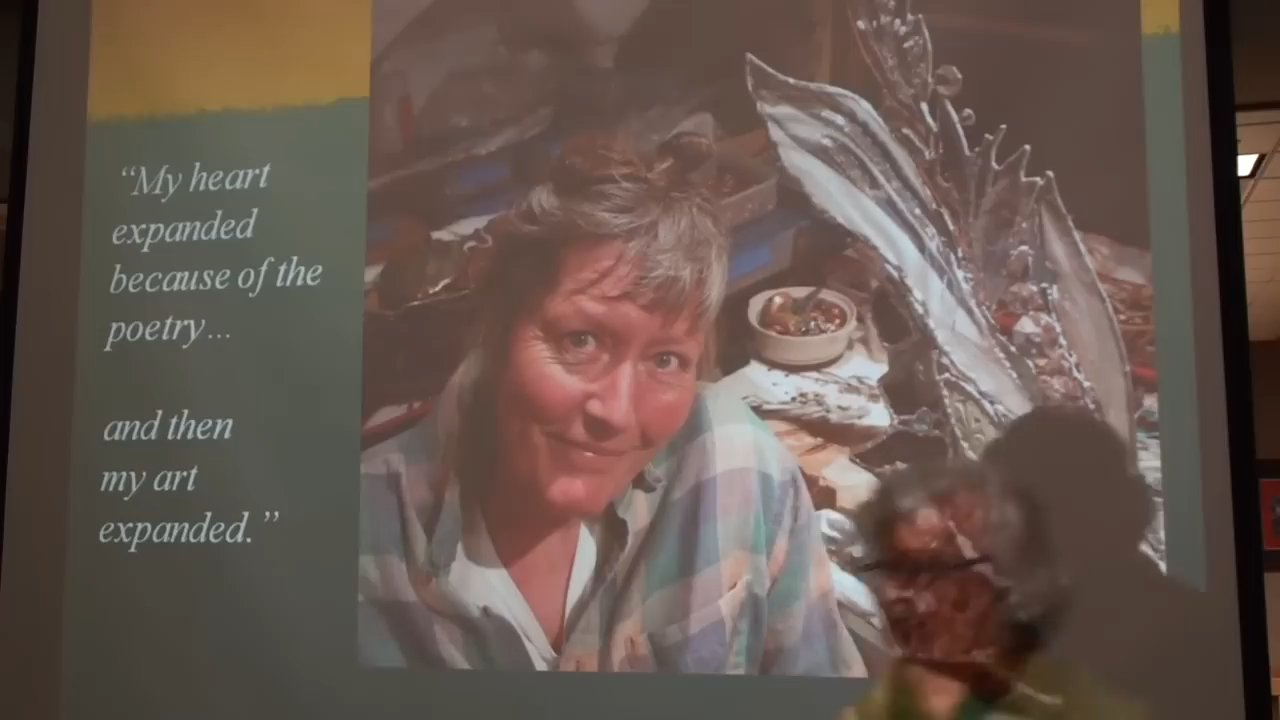 “My heart
expanded
because of the
poetry...
and then
my art
expanded.”